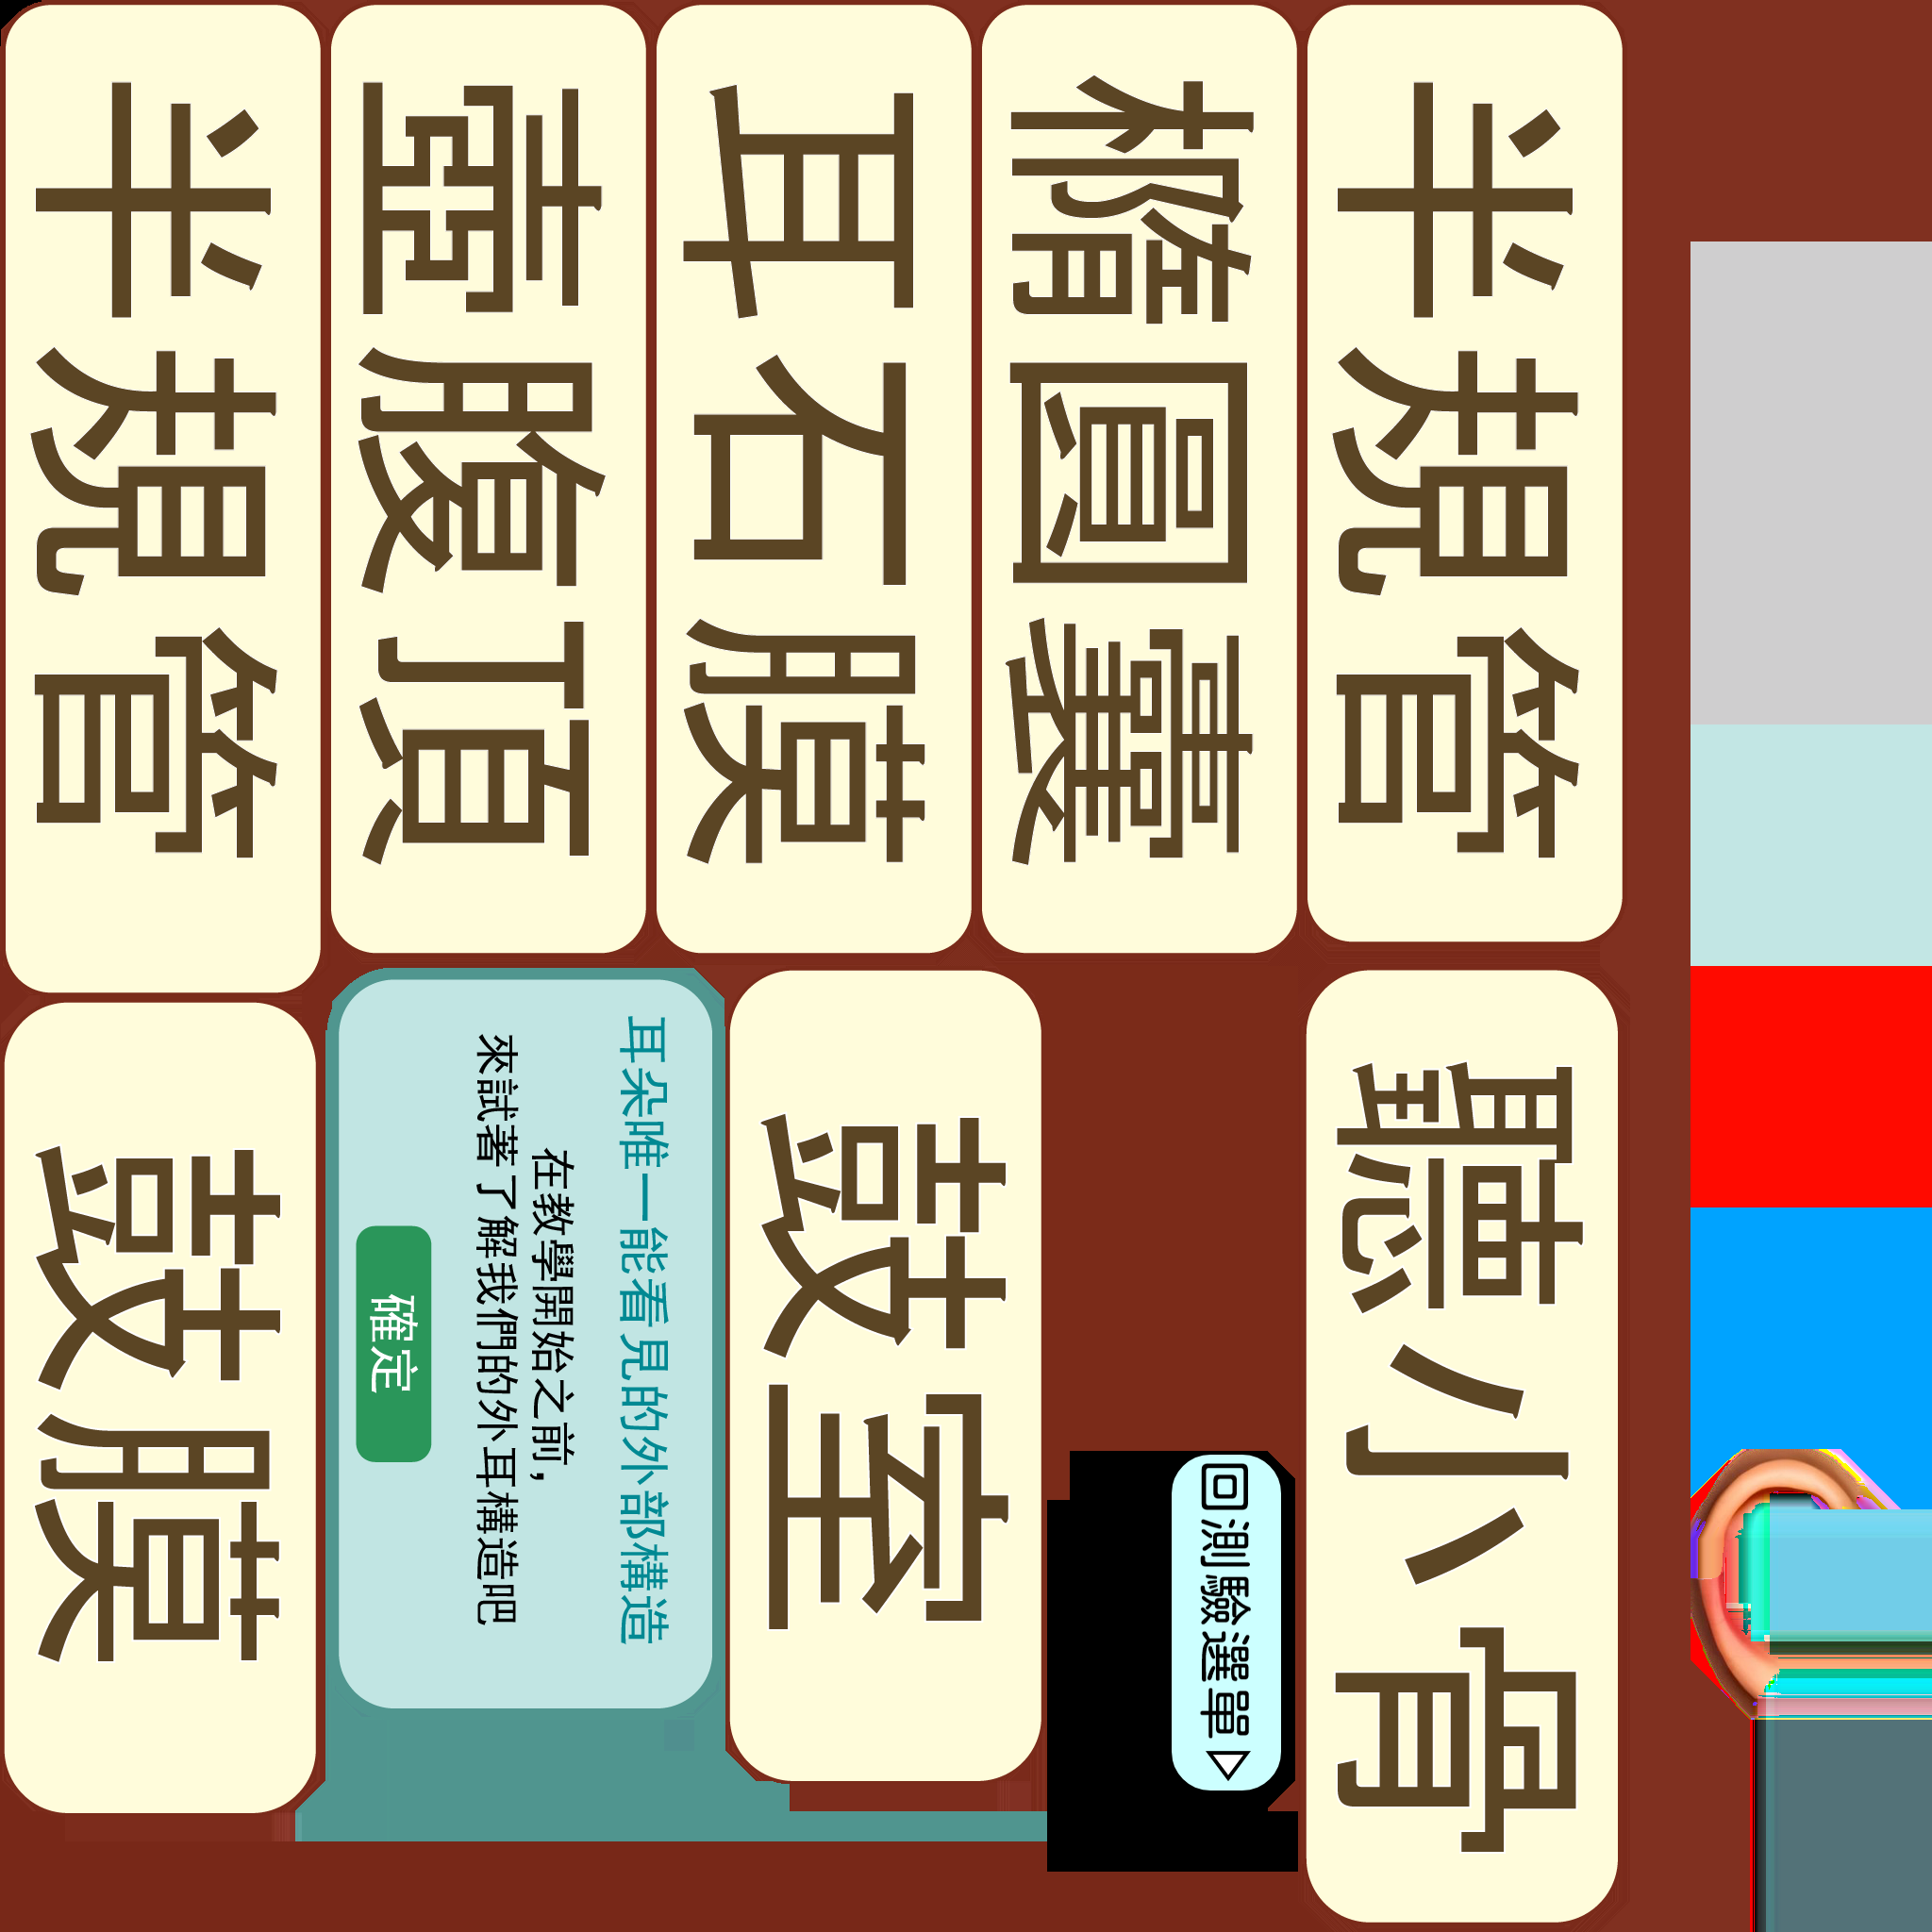 半規管
壺腹頂
耳石膜
橢圓囊
半規管
鼓膜
耳朵唯一能看見的外部構造
在教學開始之前,
來試著了解我們的外耳構造吧
確定
鼓室
回測驗選單
聽小骨